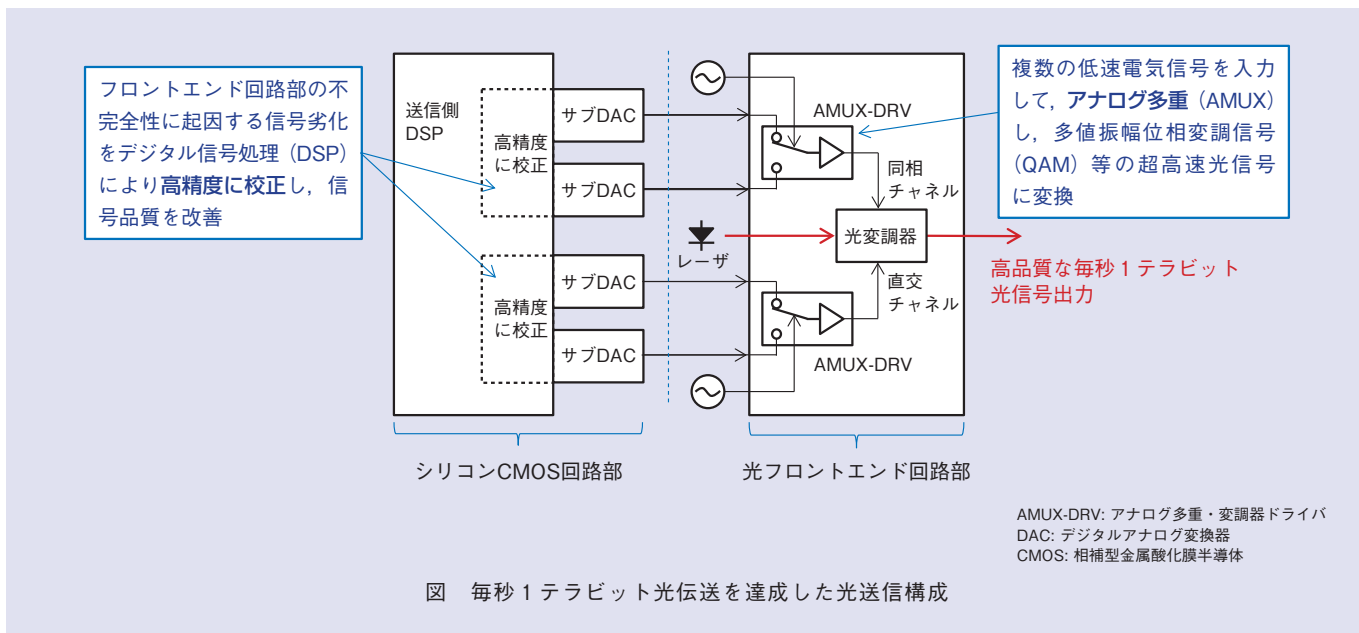 フロントエンド回路部の不
完全性に起因する信号劣化
をデジタル信号処理（DSP）
により高精度に校正し，信
号品質を改善
送信側
DSP
高精度
に校正
サブDAC
サブDAC
高精度
に校正
サブDAC
サブDAC
シリコンCMOS回路部
レーザ
AMUX-DRV
同相
チャネル
光変調器
直交
チャネル
AMUX-DRV
光フロントエンド回路部
複数の低速電気信号を入力
して，アナログ多重（AMUX）
し，多値振幅位相変調信号
（QAM）等の超高速光信号
に変換
高品質な毎秒1テラビット
光信号出力
AMUX-DRV: アナログ多重・変調器ドライバ
DAC: デジタルアナログ変換器
CMOS: 相補型金属酸化膜半導体
図　毎秒1テラビット光伝送を達成した光送信構成